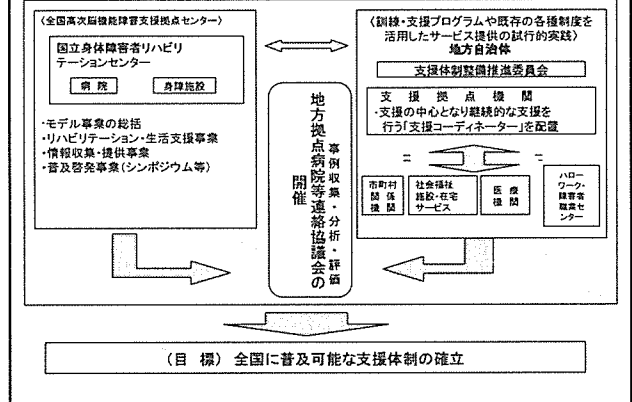 〈全国高次脳機能障害支援拠点センター〉
国立身体障害者リハビリ
テーションセンター
病院
身障施設
・モデル事業の総括
・リハビリテーション・生活支援事業
・情報収集・提供事業
・普及啓発事業(シンポジウム等)
地方拠点病院等連絡協議会の
開催
事例収集・分析・評価
〈訓練・支援プログラムや既存の各種制度を
活用したサービス提供の試行的実践〉
地方自治体
支援体制整備推進委員会
支援拠点機関
・支援の中心となり継続的な支援を
行う「支援コーディネーター」を配置
市町村
関係
機関
社会福祉
施設・在宅
サービス
医療
機関
ハロー
ワーク・
障害者
職業セ
ンター
(目標) 全国に普及可能な支援体制の確立